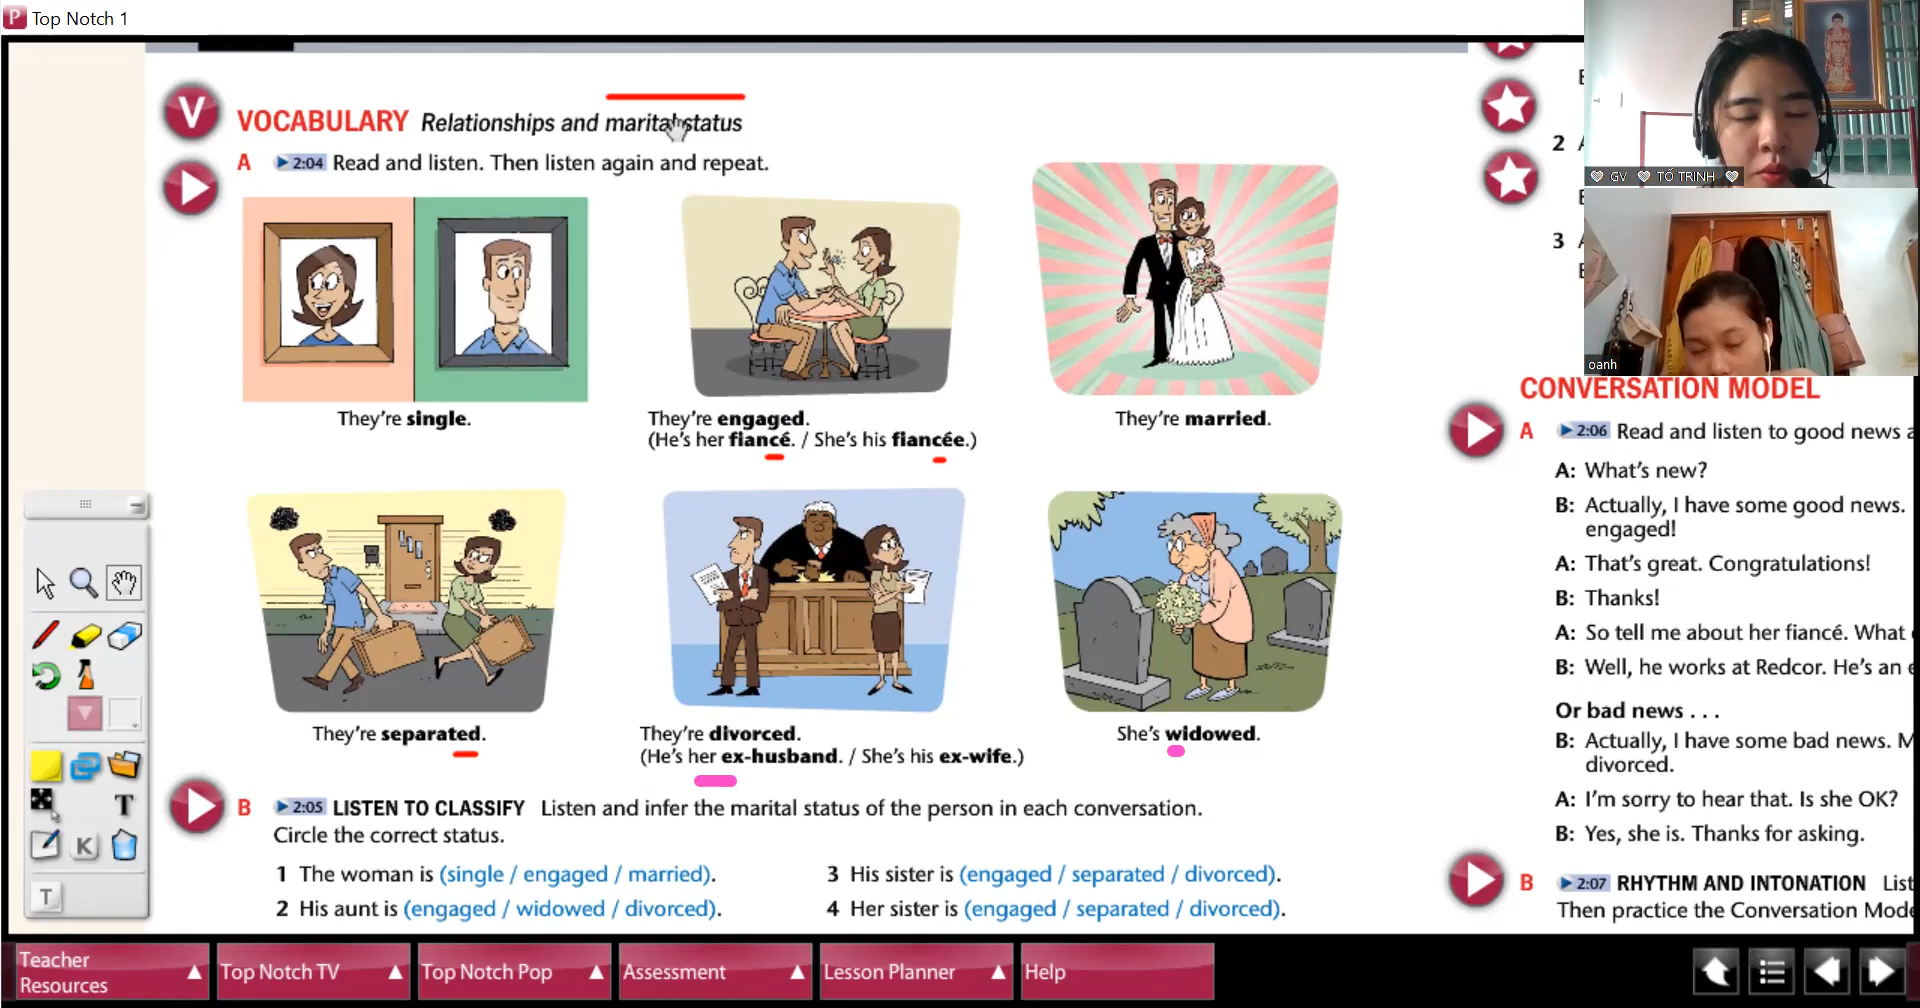 Top Notch 1
VOCABULARY Relationships and marital status
A 2:04 Read and listen. Then listen again and repeat.
They're single.
They're engaged.
(He's her fiancé. / She's his fiancée.)
They're married.
They're separated.
They're divorced.
(He's her ex-husband. / She's his ex-wife.)
She's widowed.
B 2:05 LISTEN TO CLASSIFY Listen and infer the marital status of the person in each conversation.
Circle the correct status.
1 The woman is (single / engaged / married).
2 His aunt is (engaged / widowed / divorced).
3 His sister is (engaged / separated / divorced).
4 Her sister is (engaged / separated / divorced).
2
3
GV TỐ TRINH
oanh
CONVERSATION MODEL
A 2:06 Read and listen to good news
A: What's new?
B: Actually, I have some good news.
engaged!
A: That's great. Congratulations!
B: Thanks!
A: So tell me about her fiancé. What
B: Well, he works at Redcor. He's an
Or bad news . . .
B: Actually, I have some bad news.
divorced.
A: I'm sorry to hear that. Is she OK?
B: Yes, she is. Thanks for asking.
B 2:07 RHYTHM AND INTONATION
Then practice the Conversation
T
K
T
Teacher
Resources
Top Notch TV
Top Notch Pop
Assessment
Lesson Planner
Help